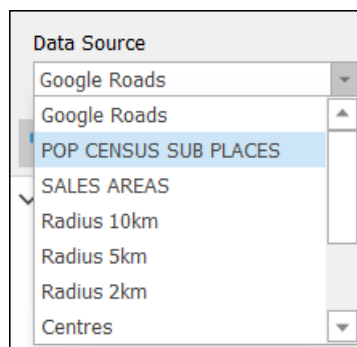 Data Source
Google Roads
Google Roads
POP CENSUS SUB PLACES
SALES AREAS
Radius 10km
Radius 5km
Radius 2km
Centres